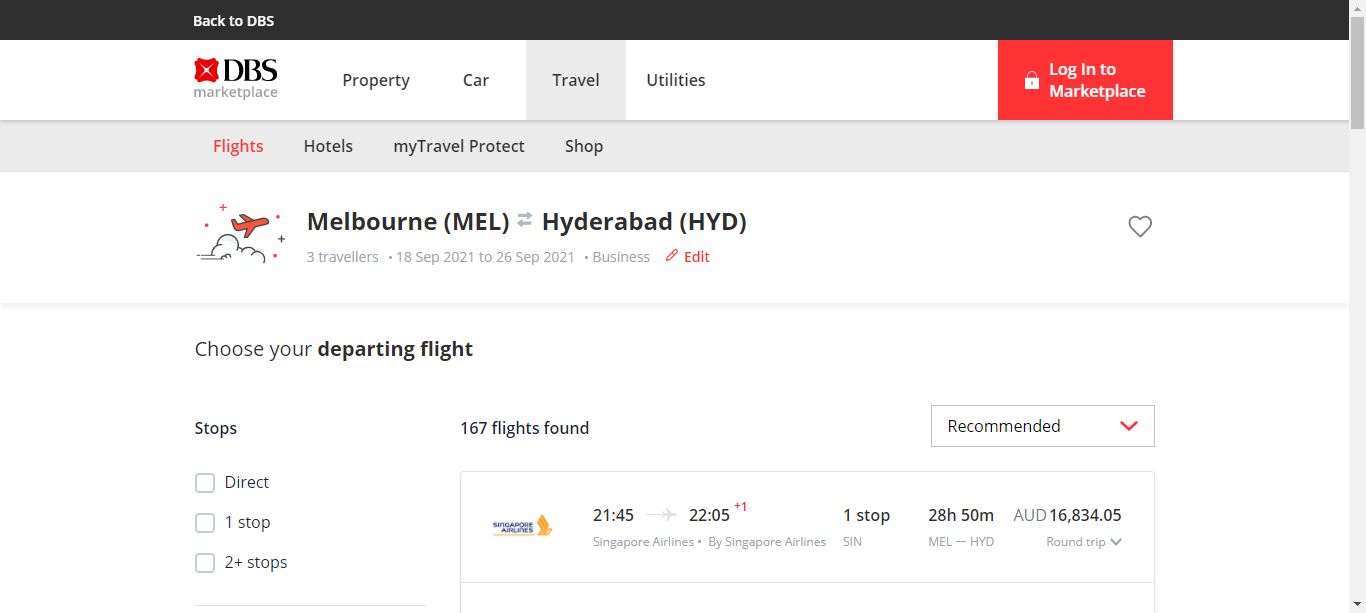 Back to DBS
DBS
marketplace
Property
Car
Travel
Utilities
Log In to
Marketplace
Flights
Hotels
myTravel Protect
Shop
Melbourne (MEL) ⇌ Hyderabad (HYD)
3 travellers • 18 Sep 2021 to 26 Sep 2021 • Business Edit
Choose your departing flight
Stops
167 flights found
Recommended
Direct
1 stop
2+ stops
SINGAPORE
AIRLINES
21:45 22:05 +1 1 stop 28h 50m AUD 16,834.05
Singapore Airlines • By Singapore Airlines SIN MEL — HYD Round trip